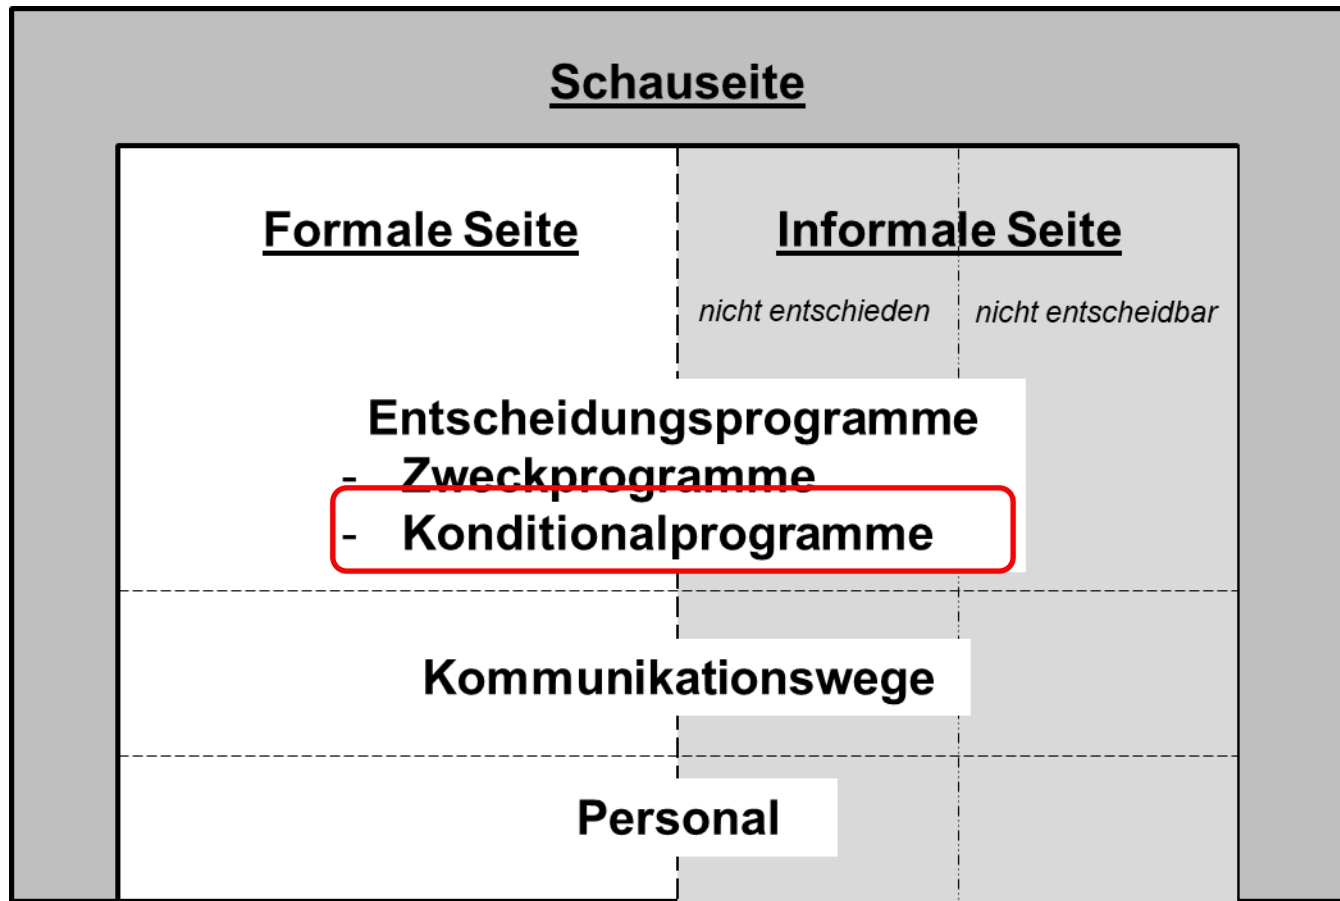 Schauseite
Formale Seite
Informale Seite
nicht entschieden
nicht entscheidbar
Entscheidungsprogramme
- Zweckprogramme
- Konditionalprogramme
Kommunikationswege
Personal